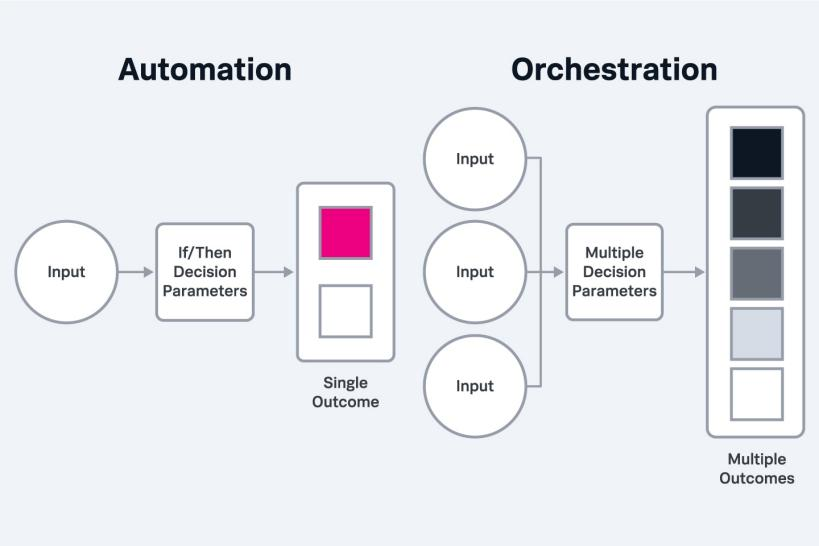 Automation
Input
If/Then
Decision
Parameters
Single
Outcome
Orchestration
Input
Input
Input
Multiple
Decision
Parameters
Multiple
Outcomes